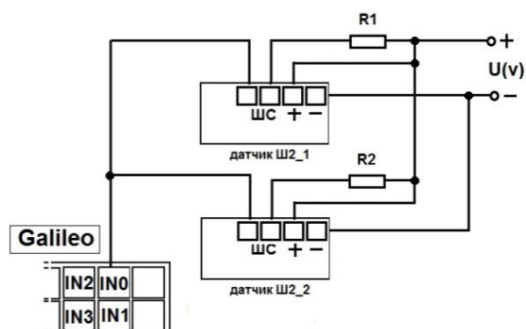 R1
+
U(v)
−
ШС + −
датчик Ш2_1
R2
Galileo
ШС + −
датчик Ш2_2
IN2 IN0
IN3 IN1